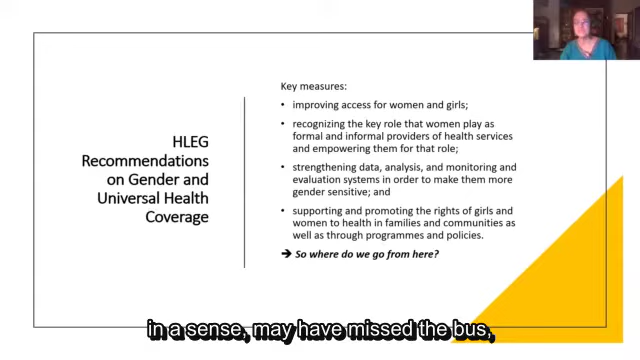 HLEG
Recommendations
on Gender and
Universal Health
Coverage
Key measures:
• improving access for women and girls;
• recognizing the key role that women play as
formal and informal providers of health services
and empowering them for that role;
• strengthening data, analysis, and monitoring and
evaluation systems in order to make them more
gender sensitive; and
• supporting and promoting the rights of girls and
women to health in families and communities as
well as through programmes and policies.
➔ So where do we go from here?
in a sense, may have missed the bus,